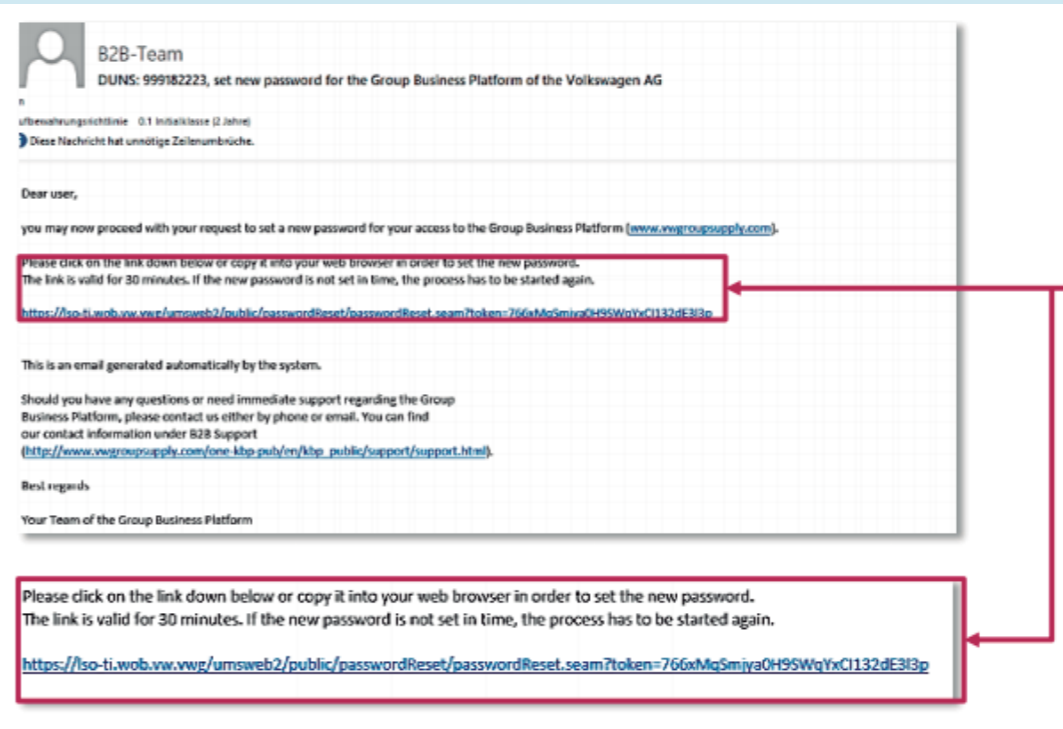 B2B-Team
DUNS: 999182223, set new password for the Group Business Platform of the Volkswagen AG
n
ufbewahrungsrichtlinie 0.1 Initialklasse (2 Jahre)
Diese Nachricht hat unnötige Zeilenumbrüche.
Dear user,
you may now proceed with your request to set a new password for your access to the Group Business Platform (www.vwgroupsupply.com).
Please click on the link down below or copy it into your web browser in order to set the new password.
The link is valid for 30 minutes. If the new password is not set in time, the process has to be started again.
https://lso-ti.wob.vw.vwg/umsweb2/public/passwordReset/passwordReset.seam?token=766xMqSmjya0H9SWqYxCl132dE3l3p
This is an email generated automatically by the system.
Should you have any questions or need immediate support regarding the Group
Business Platform, please contact us either by phone or email. You can find
our contact information under B2B Support
(http://www.vwgroupsupply.com/one-kbp-pub/en/kbp_public/support/support.html).
Best regards
Your Team of the Group Business Platform
Please click on the link down below or copy it into your web browser in order to set the new password.
The link is valid for 30 minutes. If the new password is not set in time, the process has to be started again.
https://lso-ti.wob.vw.vwg/umsweb2/public/passwordReset/passwordReset.seam?token=766xMqSmjya0H9SWqYxCl132dE3l3p